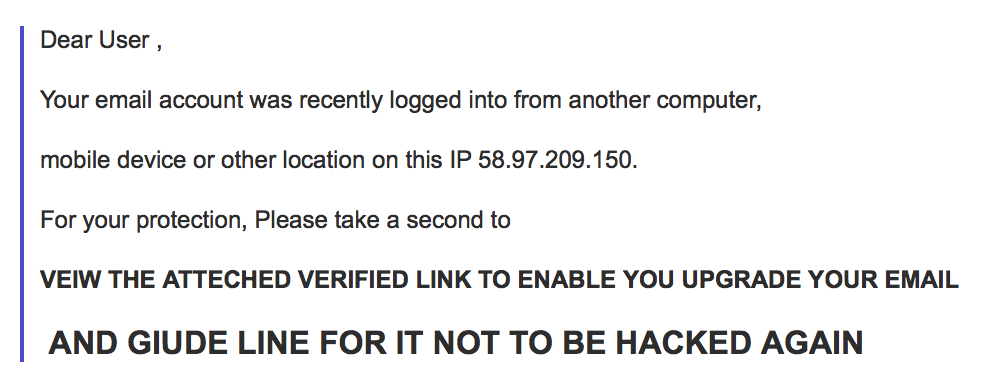 Dear User ,
Your email account was recently logged into from another computer,
mobile device or other location on this IP 58.97.209.150.
For your protection, Please take a second to
VEIW THE ATTECHED VERIFIED LINK TO ENABLE YOU UPGRADE YOUR EMAIL
AND GIUDE LINE FOR IT NOT TO BE HACKED AGAIN